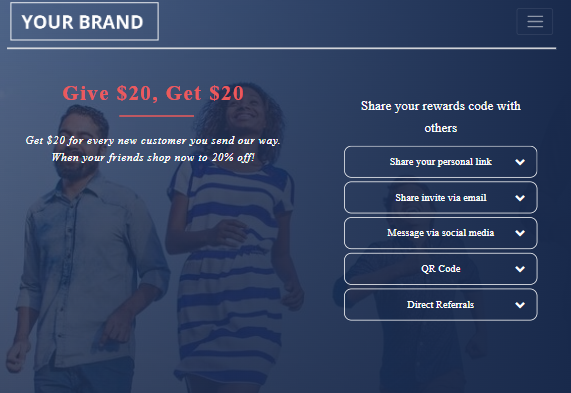 YOUR BRAND
Give $20, Get $20
Get $20 for every new customer you send our way.
When your friends shop now to 20% off!
Share your rewards code with
others
Share your personal link
Share invite via email
Message via social media
QR Code
Direct Referrals